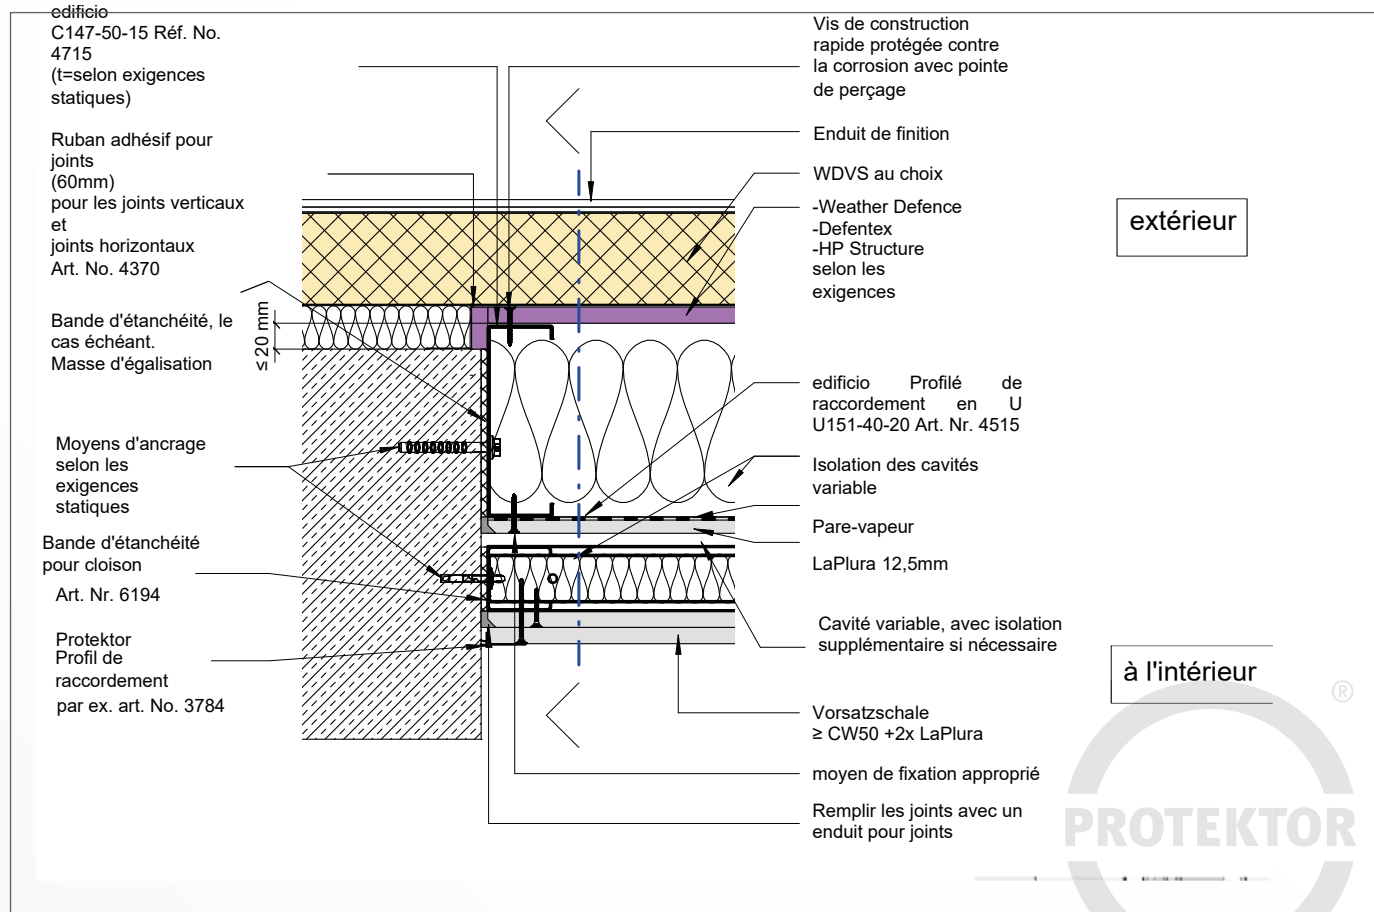 edificio
C147-50-15 Réf. No.
4715
(t=selon exigences
statiques)
Ruban adhésif pour
joints
(60mm)
pour les joints verticaux
et
joints horizontaux
Art. No. 4370
Bande d'étanchéité, le
cas échéant.
Masse d'égalisation
≤ 20 mm
Moyens d'ancrage
selon les
exigences
statiques
Bande d'étanchéité
pour cloison
Art. Nr. 6194
Protektor
Profil de
raccordement
par ex. art. No. 3784
Vis de construction
rapide protégée contre
la corrosion avec pointe
de perçage
Enduit de finition
WDVS au choix
-Weather Defence
-Defentex
-HP Structure
selon les
exigences
edificio Profilé de
raccordement en U
U151-40-20 Art. Nr. 4515
Isolation des cavités
variable
Pare-vapeur
LaPlura 12,5mm
Cavité variable, avec isolation
supplémentaire si nécessaire
Vorsatzschale
≥ CW50 +2x LaPlura
moyen de fixation approprié
Remplir les joints avec un
enduit pour joints
extérieur
à l'intérieur
®
PROTEKTOR